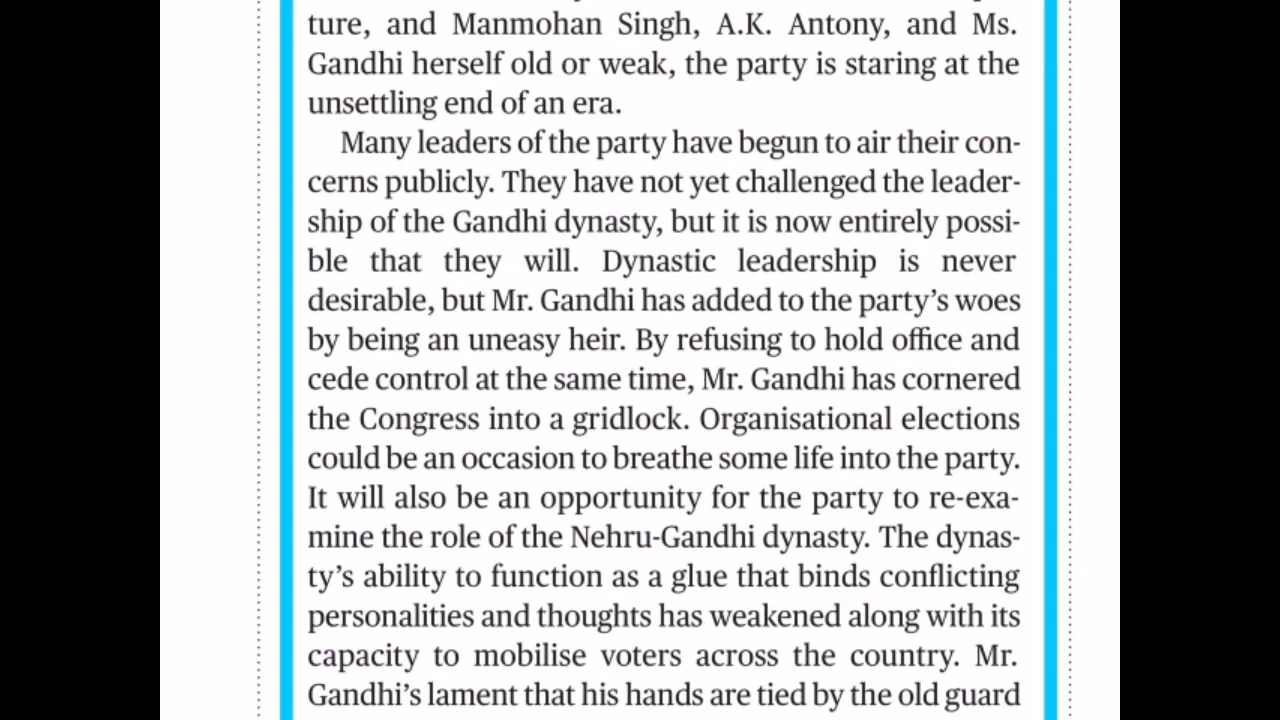 ture, and Manmohan Singh, A.K. Antony, and Ms.
Gandhi herself old or weak, the party is staring at the
unsettling end of an era.
Many leaders of the party have begun to air their con-
cerns publicly. They have not yet challenged the leader-
ship of the Gandhi dynasty, but it is now entirely possi-
ble that they will. Dynastic leadership is never
desirable, but Mr. Gandhi has added to the party’s woes
by being an uneasy heir. By refusing to hold office and
cede control at the same time, Mr. Gandhi has cornered
the Congress into a gridlock. Organisational elections
could be an occasion to breathe some life into the party.
It will also be an opportunity for the party to re-exa-
mine the role of the Nehru-Gandhi dynasty. The dynas-
ty’s ability to function as a glue that binds conflicting
personalities and thoughts has weakened along with its
capacity to mobilise voters across the country. Mr.
Gandhi’s lament that his hands are tied by the old guard